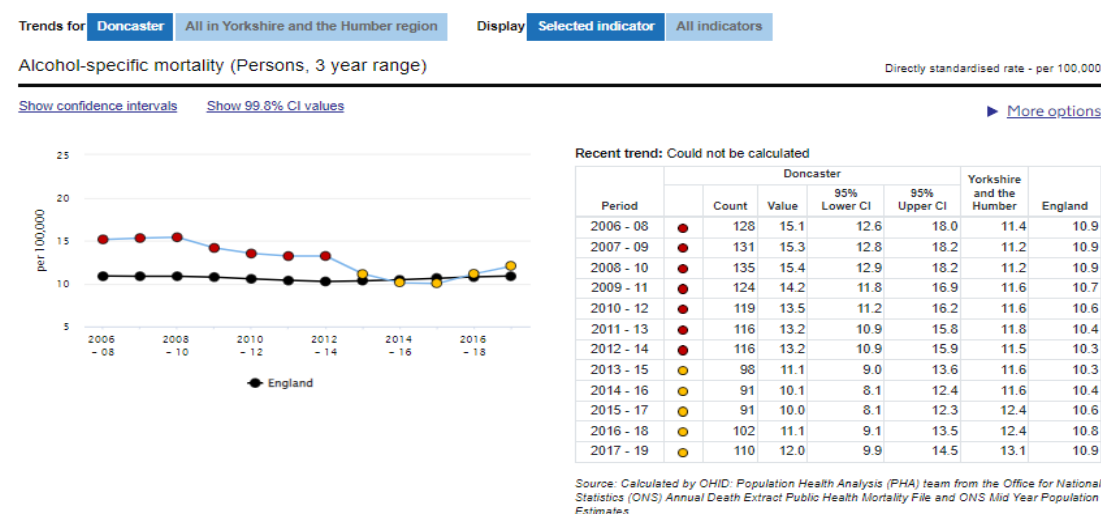 Trends for Doncaster All in Yorkshire and the Humber region Display Selected indicator All indicators
Alcohol-specific mortality (Persons, 3 year range)
Directly standardised rate - per 100,000
Show confidence intervals Show 99.8% CI values
► More options
25
20
15
10
5
per 100,000
2006 - 08
2008 - 10
2010 - 12
2012 - 14
2014 - 16
2016 - 18
England
Recent trend: Could not be calculated
Doncaster
Period Count Value 95% Lower CI 95% Upper CI Yorkshire and the Humber England
2006 - 08 128 15.1 12.6 18.0 11.4 10.9
2007 - 09 131 15.3 12.8 18.2 11.2 10.9
2008 - 10 135 15.4 12.9 18.2 11.2 10.9
2009 - 11 124 14.2 11.8 16.9 11.6 10.7
2010 - 12 119 13.5 11.2 16.2 11.6 10.6
2011 - 13 116 13.2 10.9 15.8 11.8 10.4
2012 - 14 116 13.2 10.9 15.9 11.5 10.3
2013 - 15 98 11.1 9.0 13.6 11.6 10.3
2014 - 16 91 10.1 8.1 12.4 11.6 10.4
2015 - 17 91 10.0 8.1 12.3 12.4 10.6
2016 - 18 102 11.1 9.1 13.5 12.4 10.8
2017 - 19 110 12.0 9.9 14.5 13.1 10.9
Source: Calculated by OHID: Population Health Analysis (PHA) team from the Office for National
Statistics (ONS) Annual Death Extract Public Health Mortality File and ONS Mid Year Population
Estimates